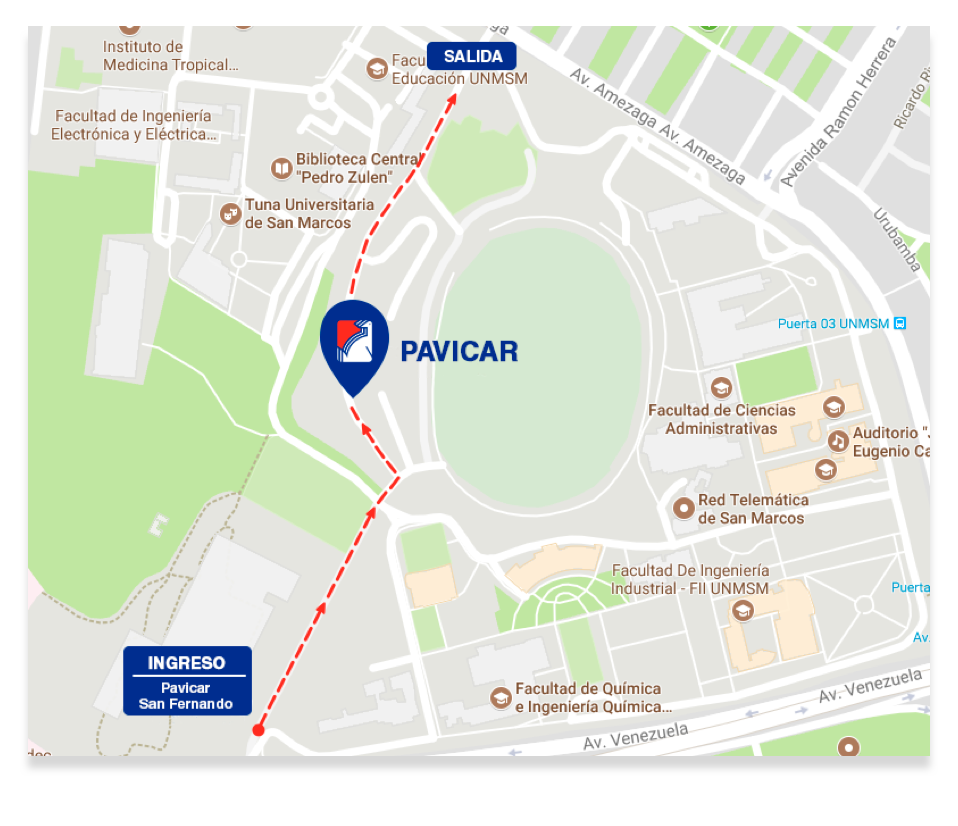 Instituto de
Medicina Tropical...
SALIDA
Facu
Educación UNMSM
Av. Amezaga
Av. Amezaga
Avenida Ramon Herrera
Ricardo Ri
Facultad de Ingeniería
Electrónica y Eléctrica...
Biblioteca Central
"Pedro Zulen"
Tuna Universitaria
de San Marcos
Urubamba
Puerta 03 UNMSM
PAVICAR
Facultad de Ciencias
Administrativas
Auditorio "J
Eugenio Ca
Red Telemática
de San Marcos
Facultad De Ingeniería
Industrial - FII UNMSM
Puerta
Av.
INGRESO
Pavicar
San Fernando
Facultad de Química
e Ingeniería Química...
Av. Venezuela
Av. Venezuela